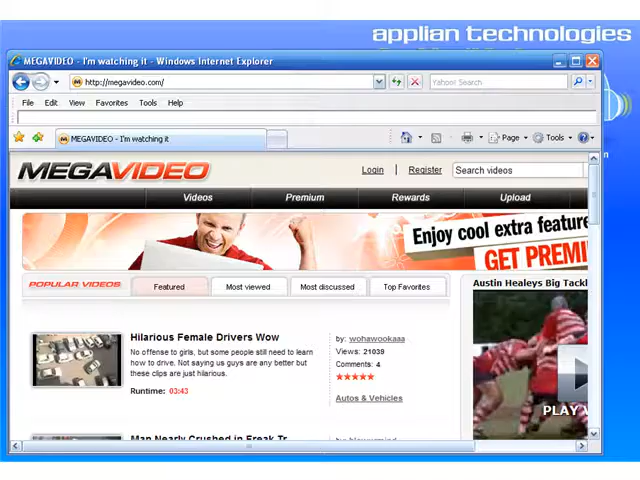 applian technologies
MEGAVIDEO - I'm watching it - Windows Internet Explorer
http://megavideo.com/
Yahoo! Search
File Edit View Favorites Tools Help
MEGAVIDEO - I'm watching it
Page Tools
MEGAVIDEO
Login | Register
Search videos
Videos Premium Rewards Upload
Enjoy cool extra feature
GET PREMI
POPULAR VIDEOS Featured Most viewed Most discussed Top Favorites
Austin Healeys Big Tackl
Hilarious Female Drivers Wow
No offense to girls, but some people still need to learn
how to drive. Not saying us guys are any better but
these clips are just hilarious.
Runtime: 03:43
by: wohawookaaa
Views: 21039
Comments: 4
Autos & Vehicles
PLAY V
Man Nearly Crushed in Freak Tr